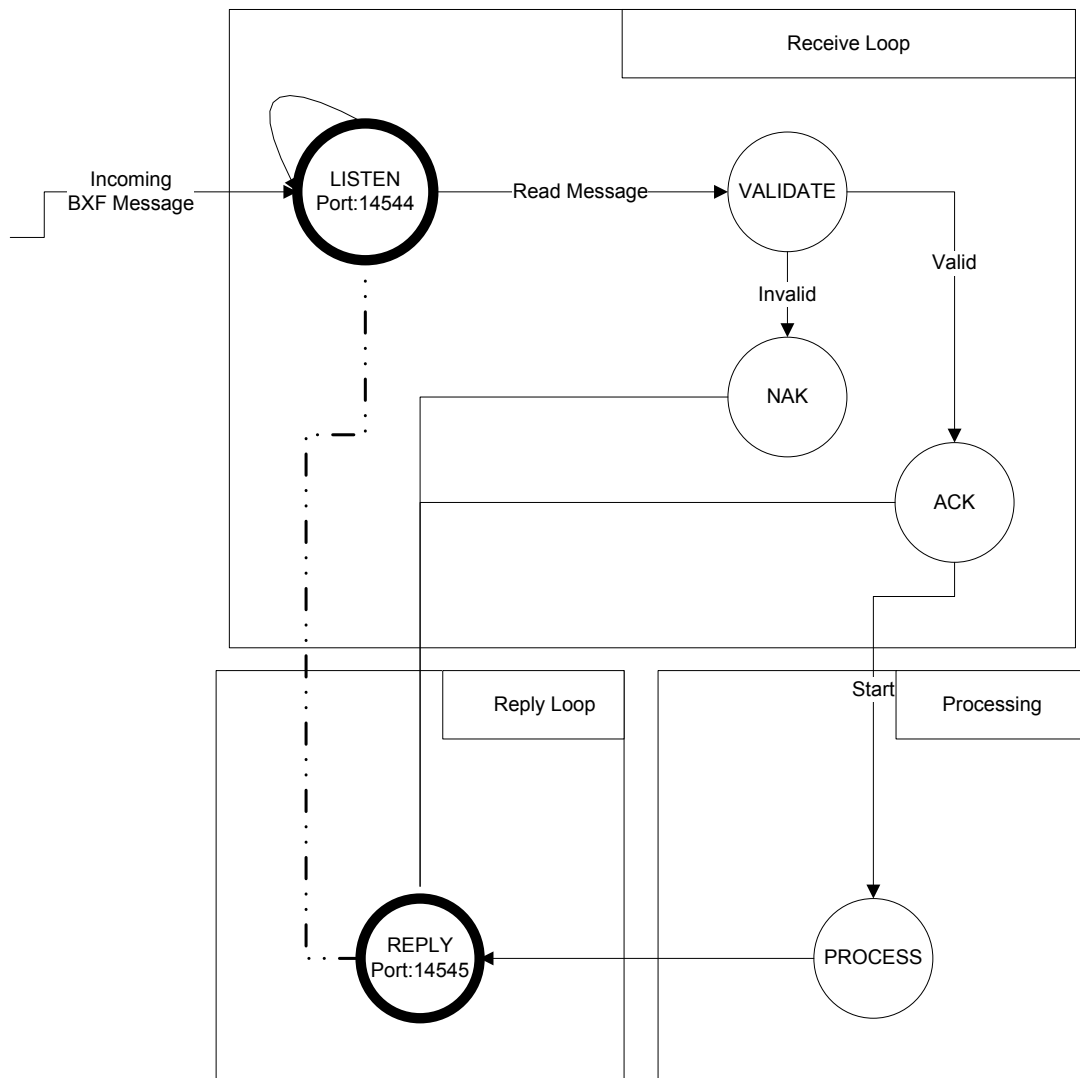 Receive Loop
Incoming
BXF Message
LISTEN
Port:14544
Read Message
VALIDATE
Valid
Invalid
NAK
ACK
Start
Reply Loop
Processing
REPLY
Port:14545
PROCESS